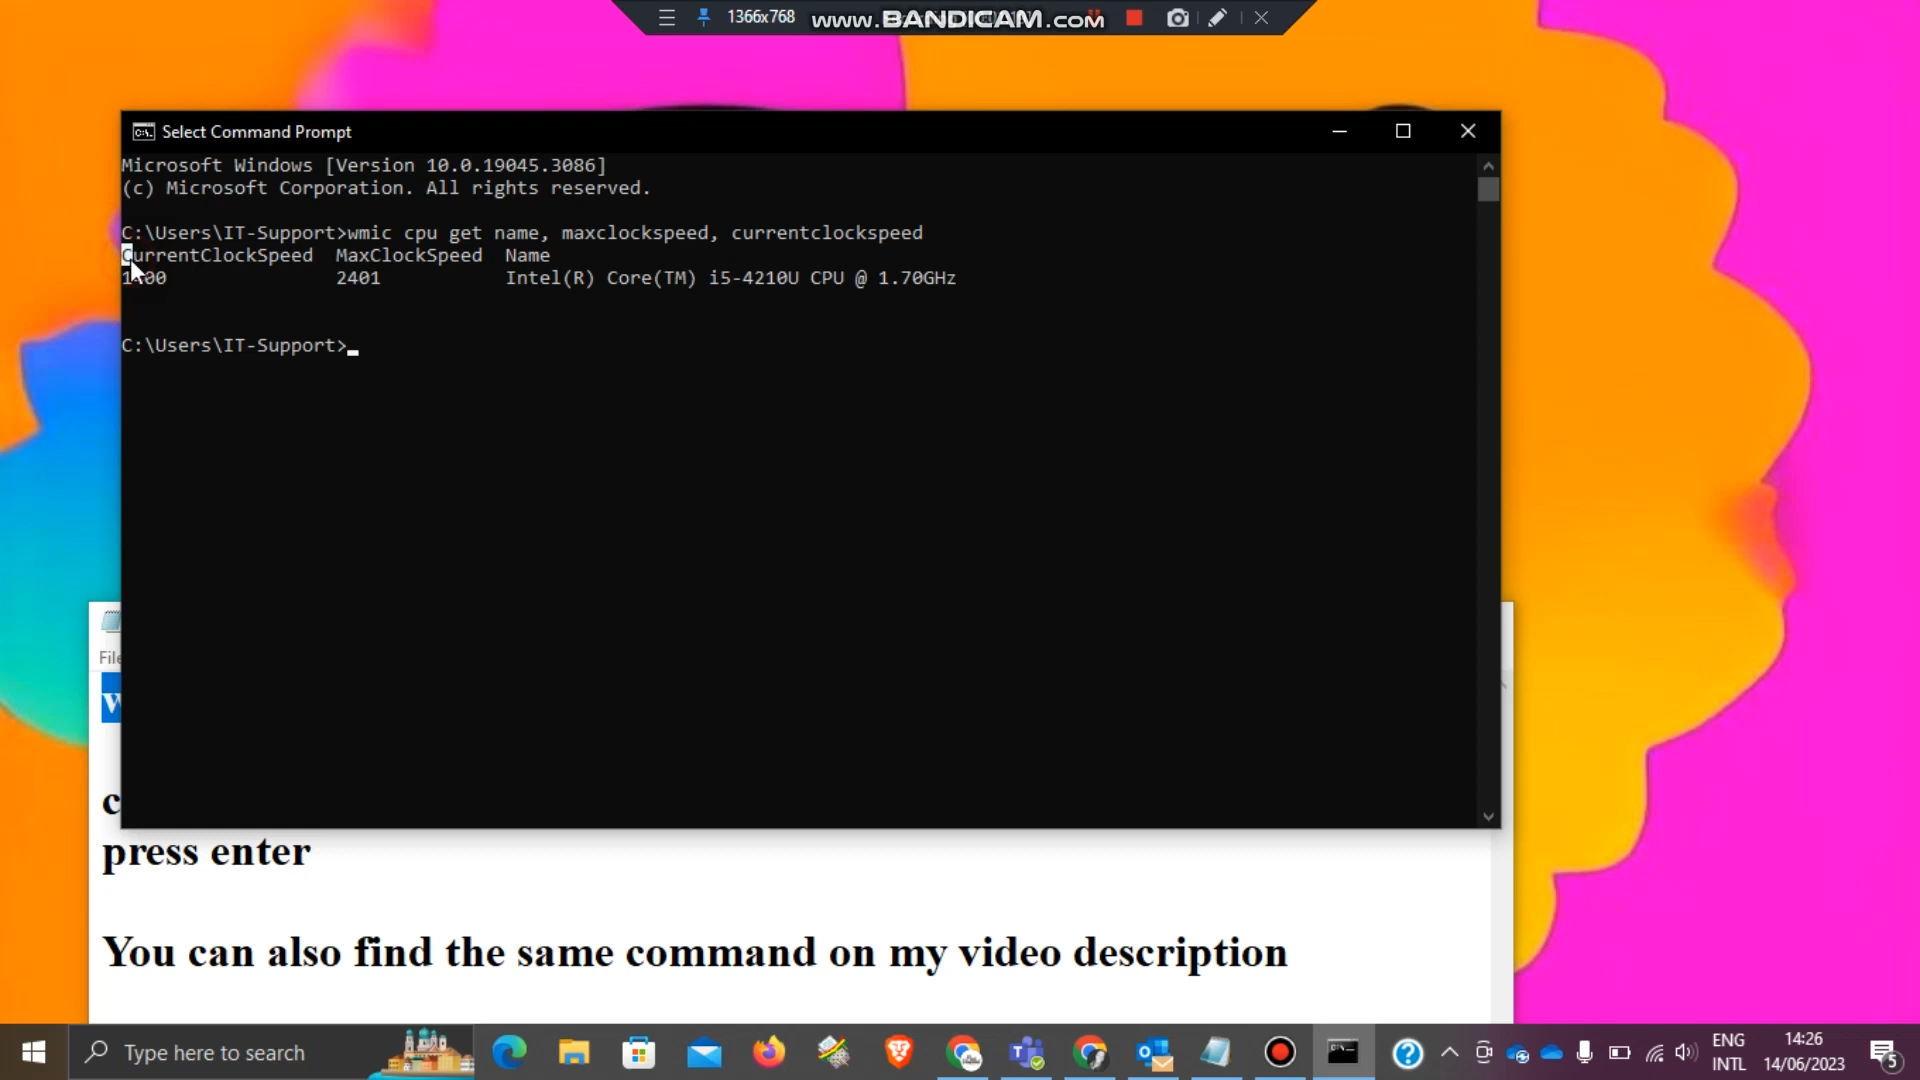 1366x768
www.BANDICAM.com
Select Command Prompt
Microsoft Windows [Version 10.0.19045.3086]
(c) Microsoft Corporation. All rights reserved.
C:\Users\IT-Support>wmic cpu get name, maxclockspeed, currentclockspeed
CurrentClockSpeed MaxClockSpeed Name
2401 Intel(R) Core(TM) i5-4210U CPU @ 1.70GHz
C:\Users\IT-Support>
File
w
c
press enter
You can also find the same command on my video description
Type here to search
ENG
INTL
14:26
14/06/2023
5